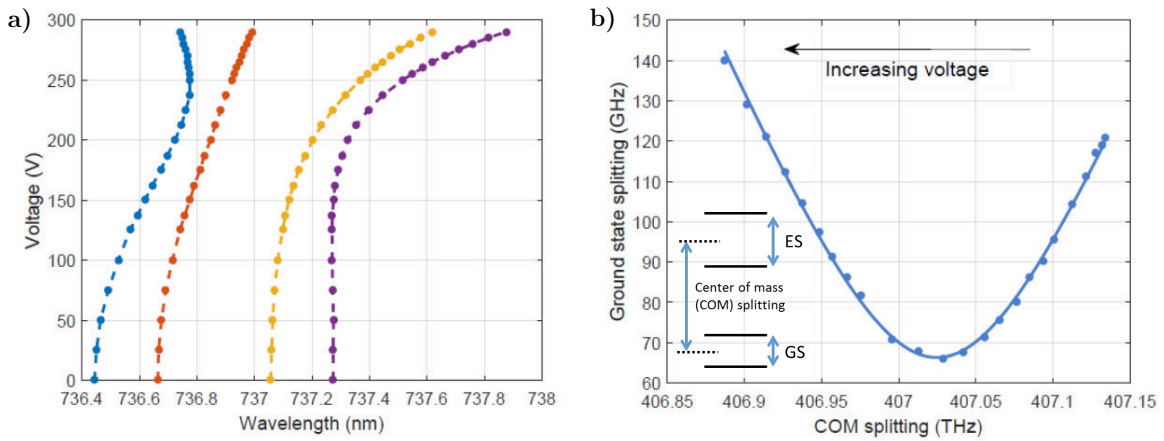 a)
300
250
200
150
100
50
0
Voltage (V)
736.4 736.6 736.8 737 737.2 737.4 737.6 737.8 738
Wavelength (nm)
b)
150
140
130
120
110
100
90
80
70
60
Ground state splitting (GHz)
Increasing voltage
ES
Center of mass
(COM) splitting
GS
406.85 406.9 406.95 407 407.05 407.1 407.15
COM splitting (THz)